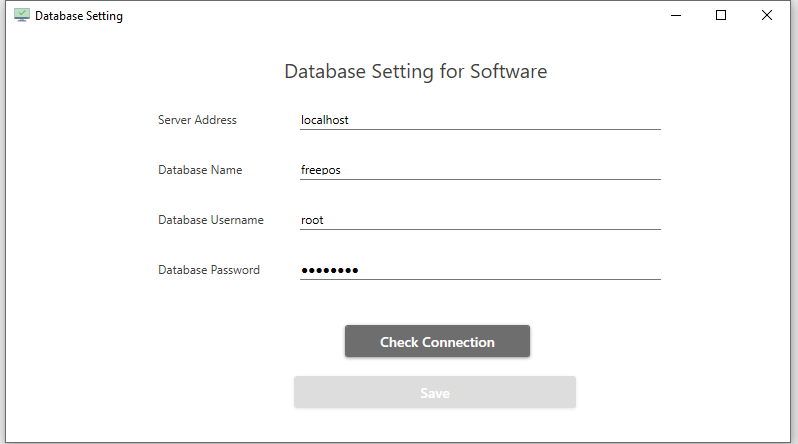 Database Setting
Database Setting for Software
Server Address localhost
Database Name freepos
Database Username root
Database Password ●●●●●●●●
Check Connection
Save